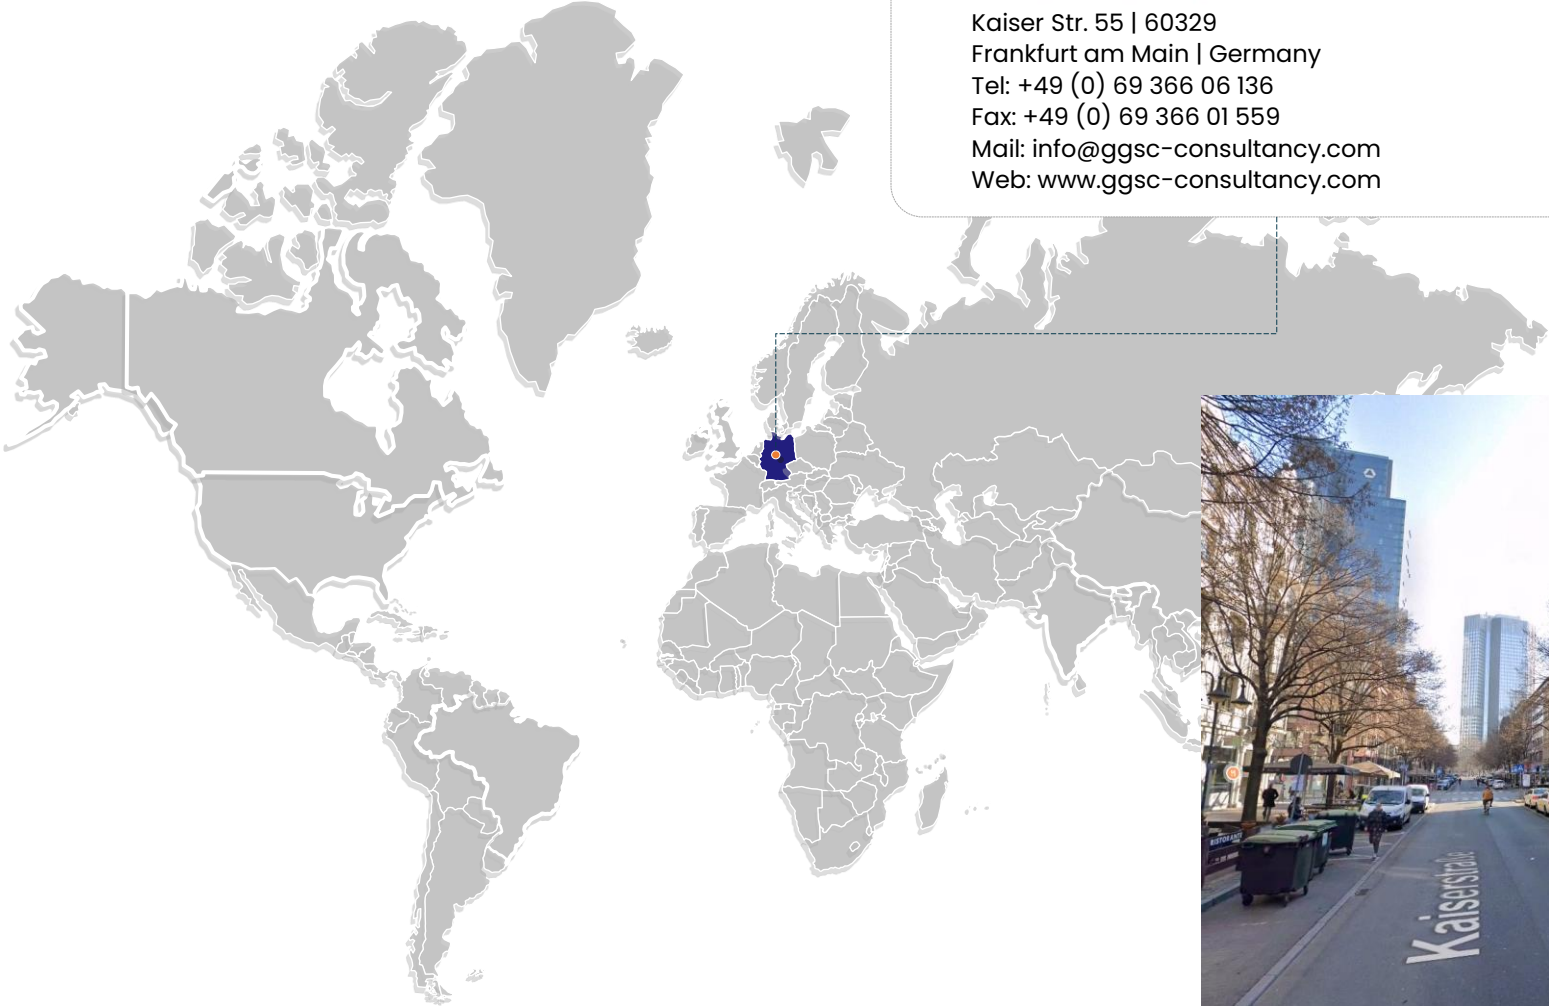 Kaiser Str. 55 | 60329
Frankfurt am Main | Germany
Tel: +49 (0) 69 366 06 136
Fax: +49 (0) 69 366 01 559
Mail: info@ggsc-consultancy.com
Web: www.ggsc-consultancy.com
RISTORANTE
Kaiserstraße